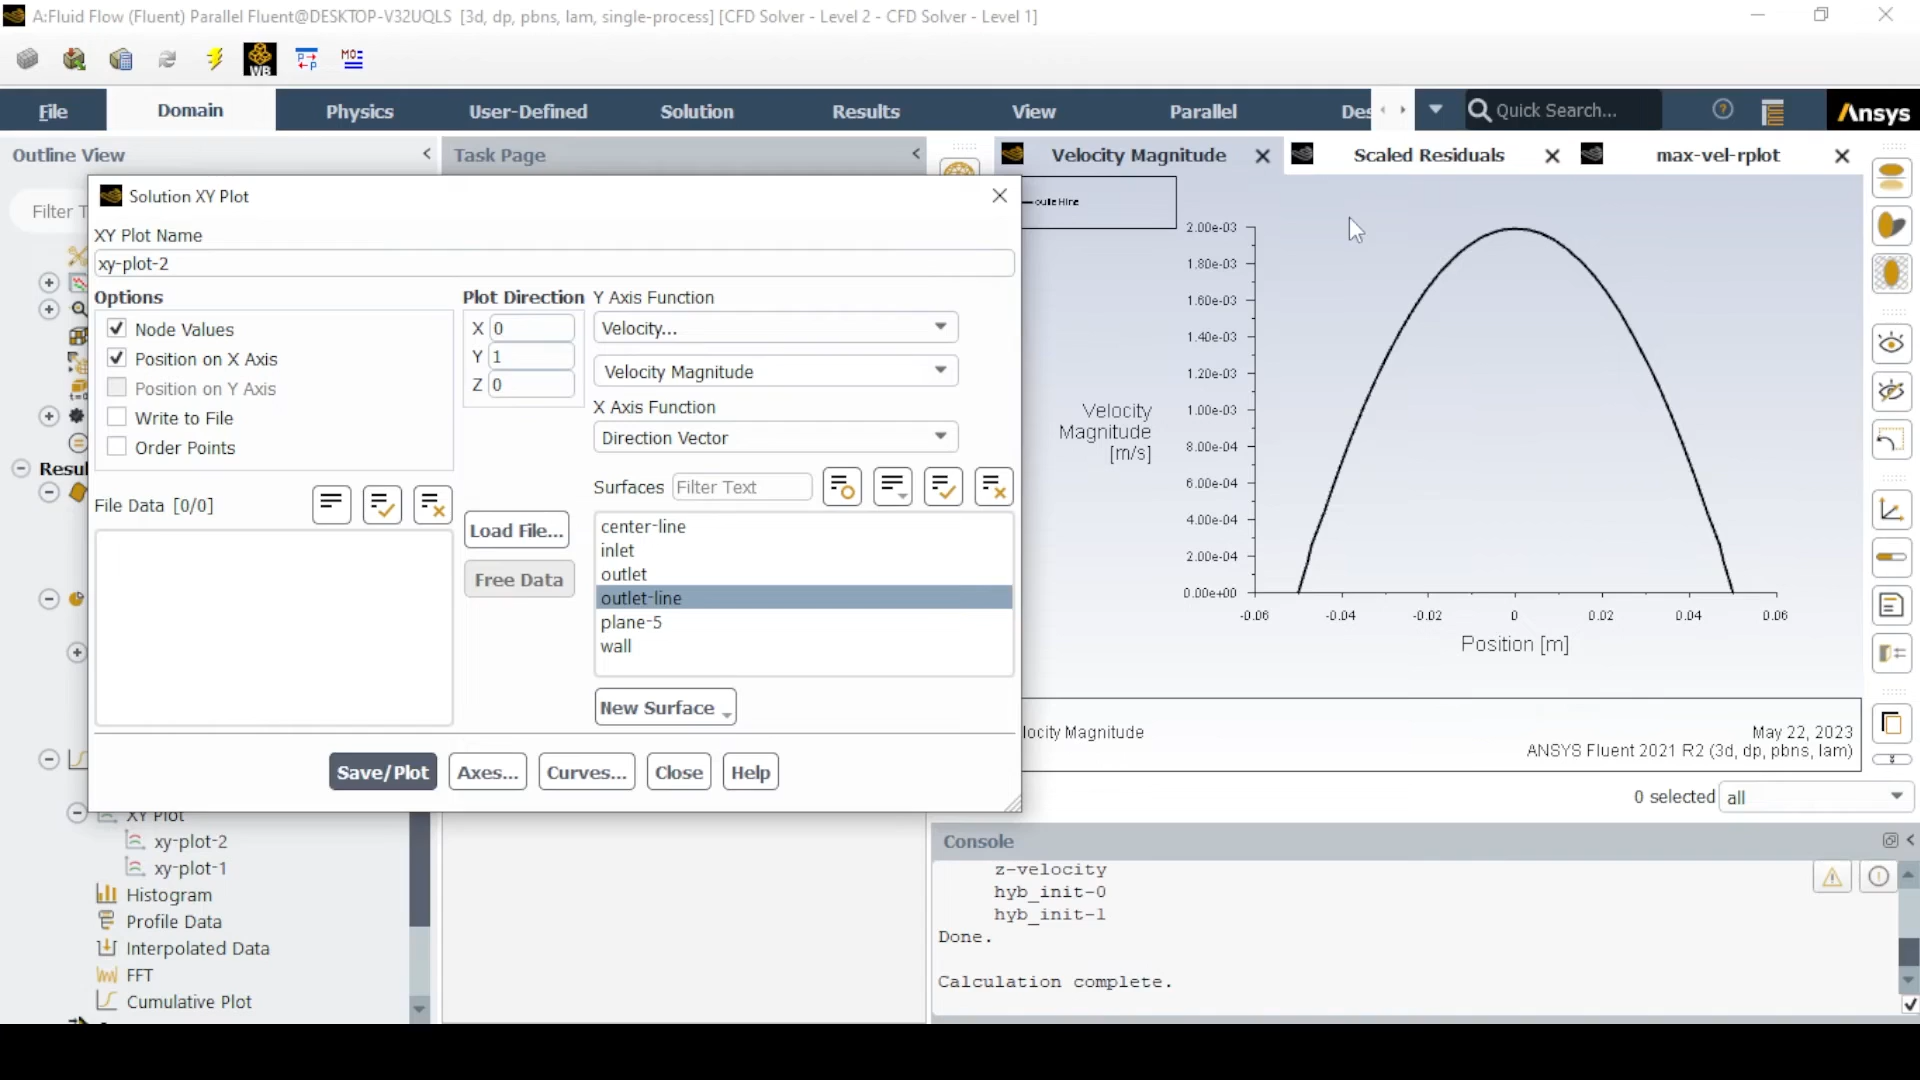 A:Fluid Flow (Fluent) Parallel Fluent@DESKTOP-V32UQLS [3d, dp, pbns, lam, single-process] [CFD Solver - Level 2 - CFD Solver - Level 1]
WB
File
Domain
Physics
User-Defined
Solution
Results
View
Parallel
Des
Quick Search...
Ansys
Outline View
Task Page
Velocity Magnitude
Scaled Residuals
max-vel-rplot
Filter T
Resul
Solution XY Plot
XY Plot Name
xy-plot-2
Options
Node Values
Position on X Axis
Position on Y Axis
Write to File
Order Points
Plot Direction
X 0
Y 1
Z 0
Y Axis Function
Velocity...
Velocity Magnitude
X Axis Function
Direction Vector
File Data [0/0]
Load File...
Free Data
Surfaces
Filter Text
center-line
inlet
outlet
outlet-line
plane-5
wall
New Surface
Save/Plot
Axes...
Curves...
Close
Help
XY Plot
xy-plot-2
xy-plot-1
Histogram
Profile Data
Interpolated Data
FFT
Cumulative Plot
outlet-line
2.00e-03
1.80e-03
1.60e-03
1.40e-03
1.20e-03
1.00e-03
8.00e-04
6.00e-04
4.00e-04
2.00e-04
0.00e+00
Velocity
Magnitude
[m/s]
-0.06
-0.04
-0.02
0
0.02
0.04
0.06
Position [m]
locity Magnitude
May 22, 2023
ANSYS Fluent 2021 R2 (3d, dp, pbns, lam)
0 selected
all
Console
z-velocity
hyb_init-0
hyb_init-1
Done.
Calculation complete.